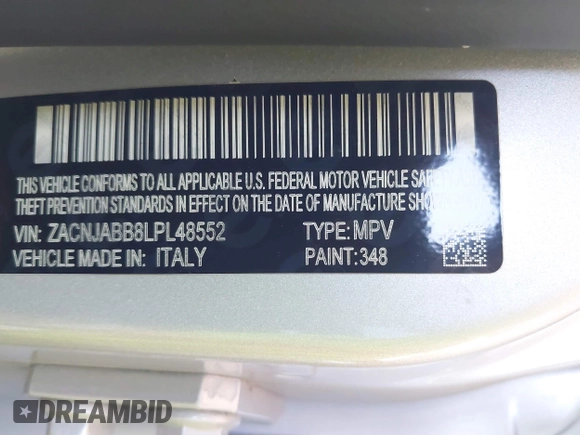 THIS VEHICLE CONFORMS TO ALL APPLICABLE U.S. FEDERAL MOTOR VEHICLE
THEFT PREVENTION STANDARDS IN EFFECT ON THE DATE OF MANUFACTURE
VIN: ZACNJABB8LPL48552 TYPE: MPV
VEHICLE MADE IN: ITALY PAINT: 348
DREAMBID